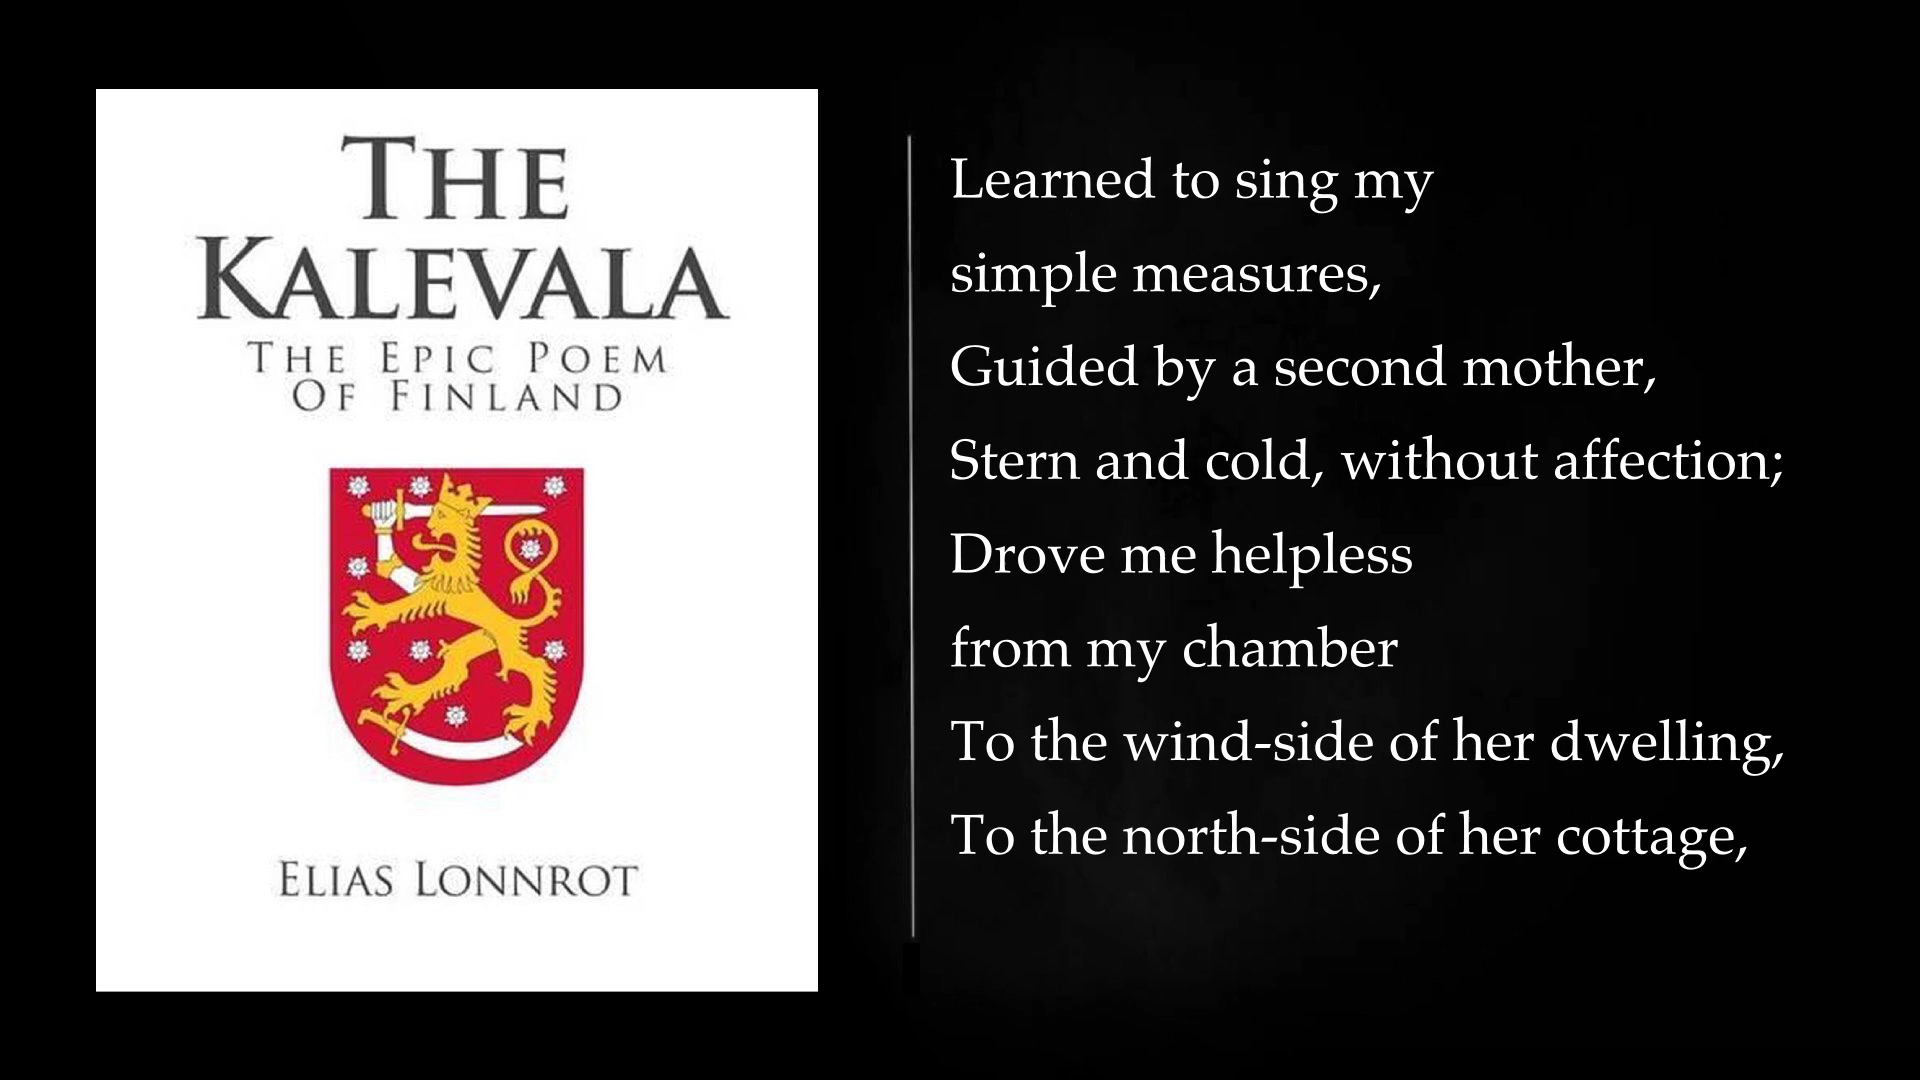 THE
KALEVALA
THE EPIC POEM
OF FINLAND
ELIAS LONNROT
Learned to sing my
simple measures,
Guided by a second mother,
Stern and cold, without affection;
Drove me helpless
from my chamber
To the wind-side of her dwelling,
To the north-side of her cottage,